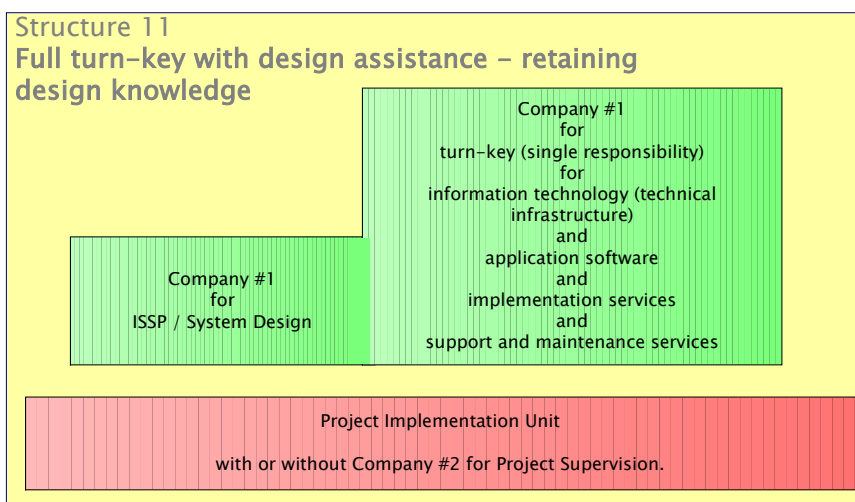 Structure 11
Full turn-key with design assistance - retaining
design knowledge
Company #1
for
turn-key (single responsibility)
for
information technology (technical
infrastructure)
and
application software
and
implementation services
and
support and maintenance services
Company #1
for
ISSP / System Design
Project Implementation Unit
with or without Company #2 for Project Supervision.